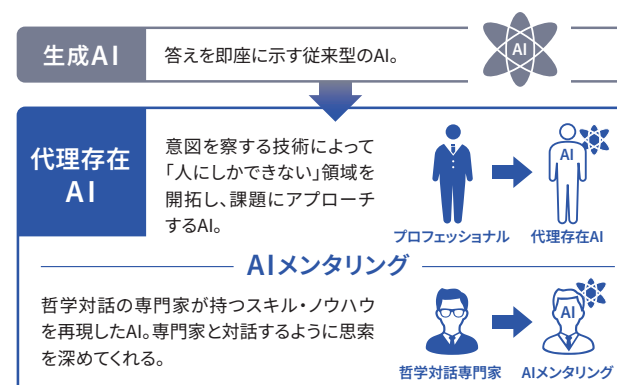 生成AI
答えを即座に示す従来型のAI。
AI
代理存在
AI
意図を察する技術によって
「人にしかできない」領域を
開拓し、課題にアプローチ
するAI。
AI
プロフェッショナル
代理存在AI
AIメンタリング
哲学対話の専門家が持つスキル・ノウハウ
を再現したAI。専門家と対話するように思索
を深めてくれる。
AI
哲学対話専門家
AIメンタリング